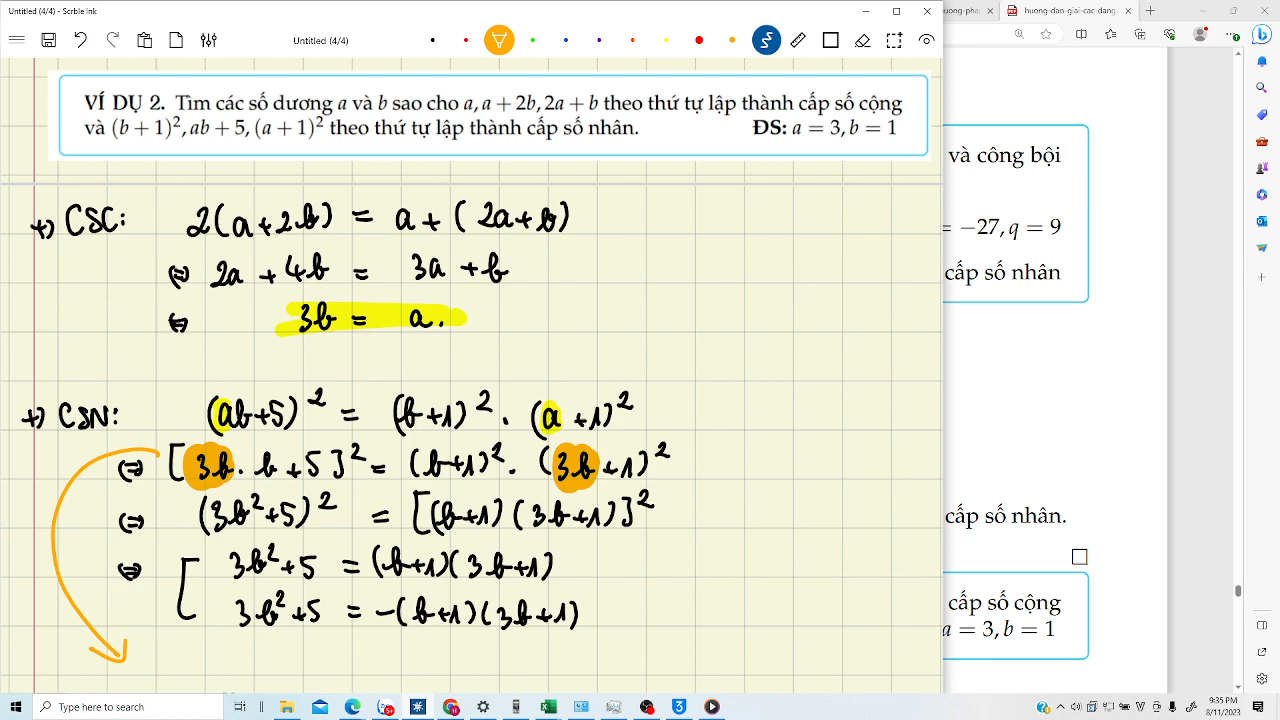 Untitled (4/4) - Scrble Ink
Untitled (4/4)
VÍ DỤ 2. Tìm các số dương a và b sao cho a, a + 2b, 2a + b theo thứ tự lập thành cấp số cộng
và (b + 1)², ab + 5, (a + 1)² theo thứ tự lập thành cấp số nhân. ĐS: a = 3, b = 1
+) CSC: 2(a+2b) = a + (2a+b)
⇔ 2a + 4b = 3a + b
⇔ 3b = a.
+) CSN: (ab+5)² = (b+1)². (a+1)²
⇔ [3b. b + 5]² = (b+1)². (3b+1)²
⇔ (3b²+5)² = [(b+1)(3b+1)]²
⇔ [ 3b²+5 = (b+1)(3b+1)
3b²+5 = -(b+1)(3b+1)
huong-dan-giai-cac-dang
và công bội
= −27, q = 9
cấp số nhân
cấp số nhân.
cấp số cộng
a = 3, b = 1
Type here to search
9:35 PM
8/11/2023